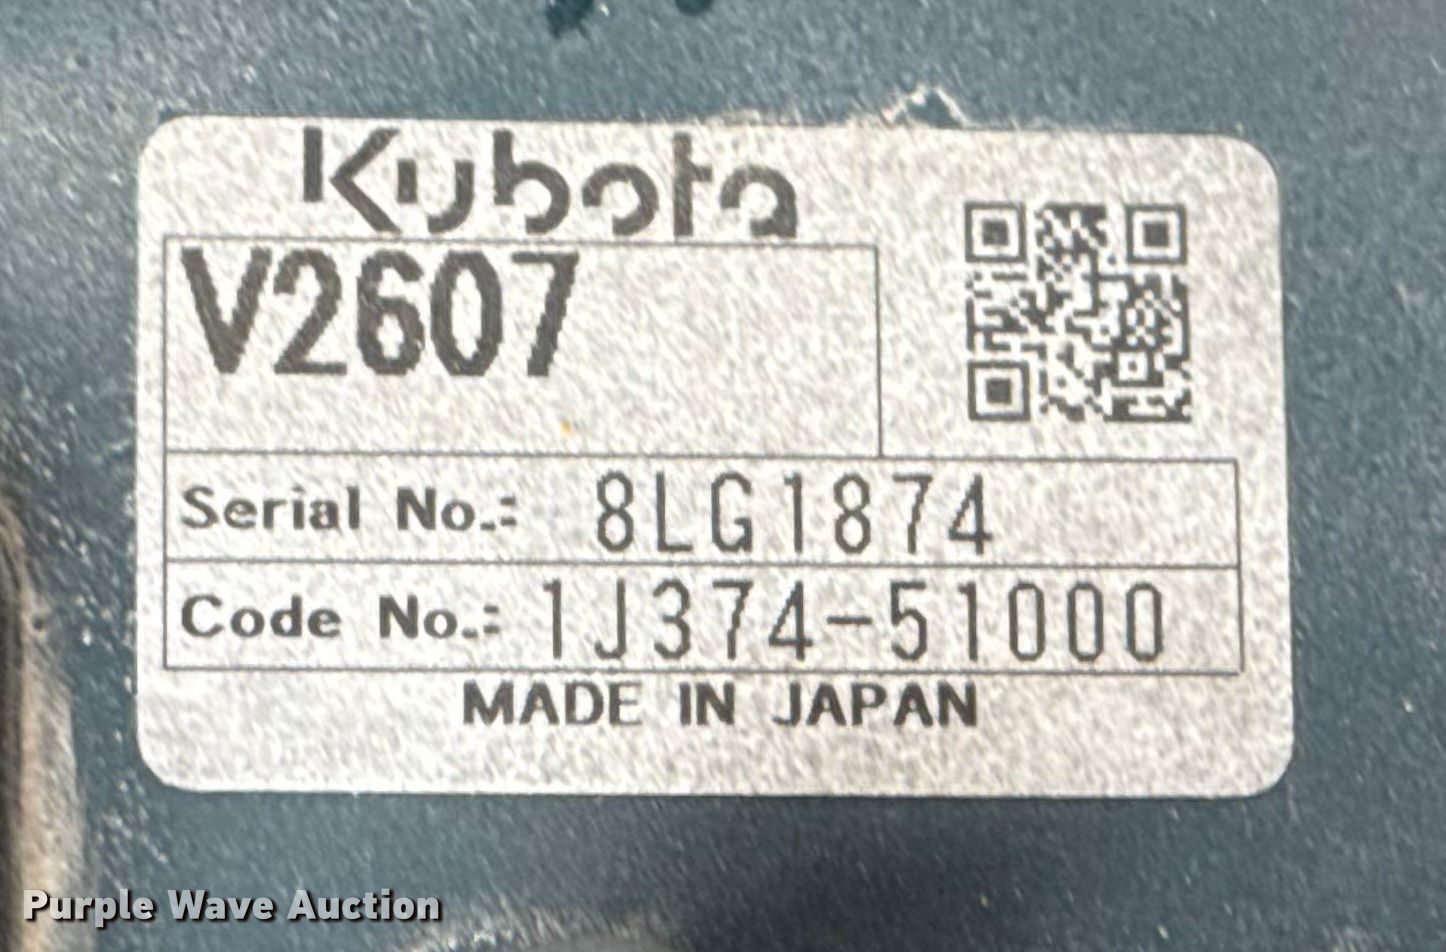 Kubota
V2607
Serial No.: 8LG1874
Code No.: 1J374-51000
MADE IN JAPAN
Purple Wave Auction